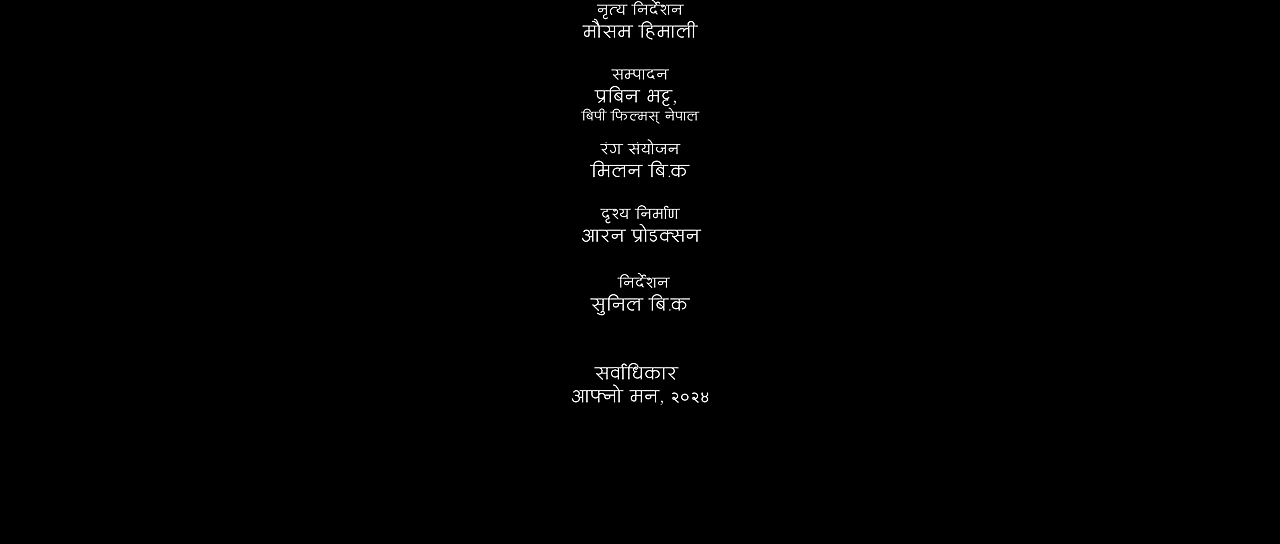 नृत्य निर्देशन
मौसम हिमाली
सम्पादन
प्रबिन भट्ट,
बिपी फिल्मस् नेपाल
रंग संयोजन
मिलन बि.क
दृश्य निर्माण
आरन प्रोडक्सन
निर्देशन
सुनिल बि.क
सर्वाधिकार
आफ्नो मन, २०२४